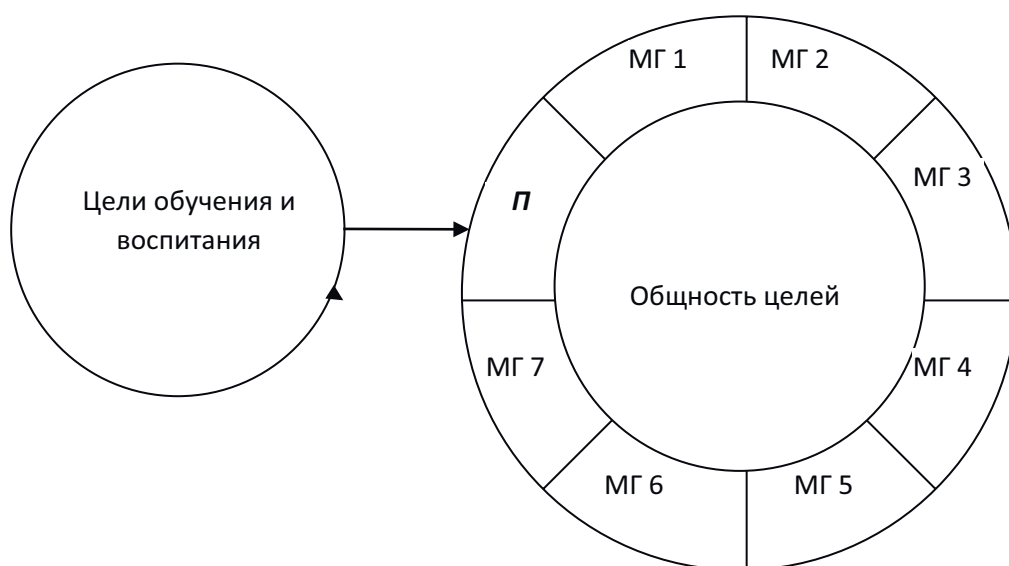 МГ 1
МГ 2
МГ 3
Цели обучения и
воспитания
П
Общность целей
МГ 7
МГ 4
МГ 6
МГ 5